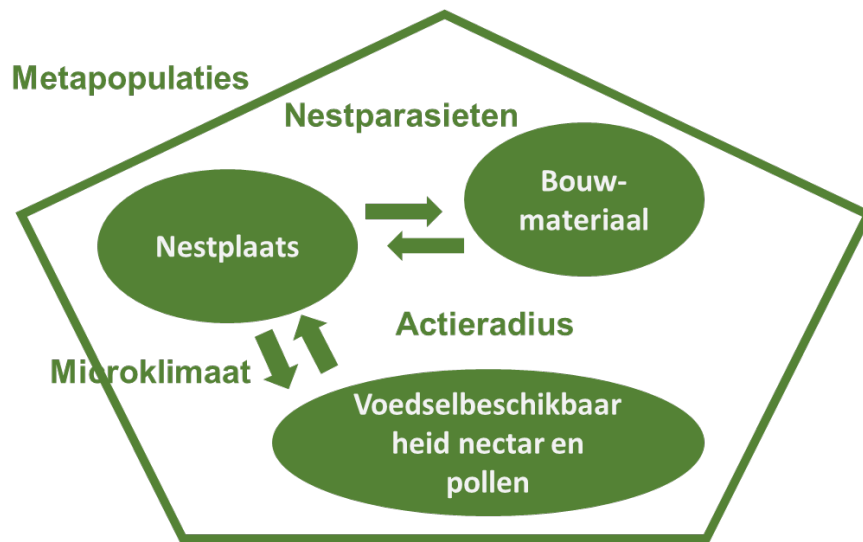 Metapopulaties
Nestparasieten
Bouw-
materiaal
Nestplaats
Actieradius
Microklimaat
Voedselbeschikbaar
heid nectar en
pollen